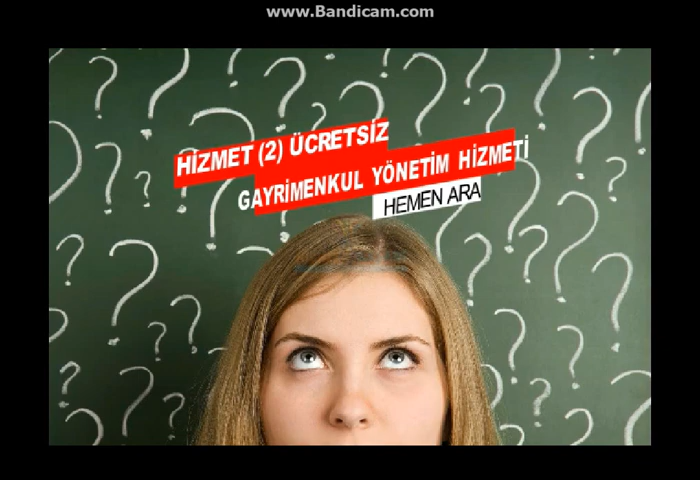 www.Bandicam.com
HİZMET (2) ÜCRETSİZ
GAYRİMENKUL YÖNETİM HİZMETİ
HEMEN ARA